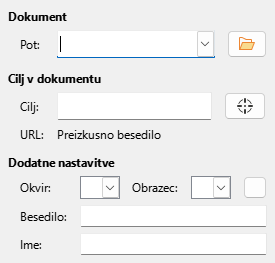 Dokument
Pot:
Cilj v dokumentu
Cilj:
URL: Preizkusno besedilo
Dodatne nastavitve
Okvir: Obrazec:
Besedilo:
Ime: